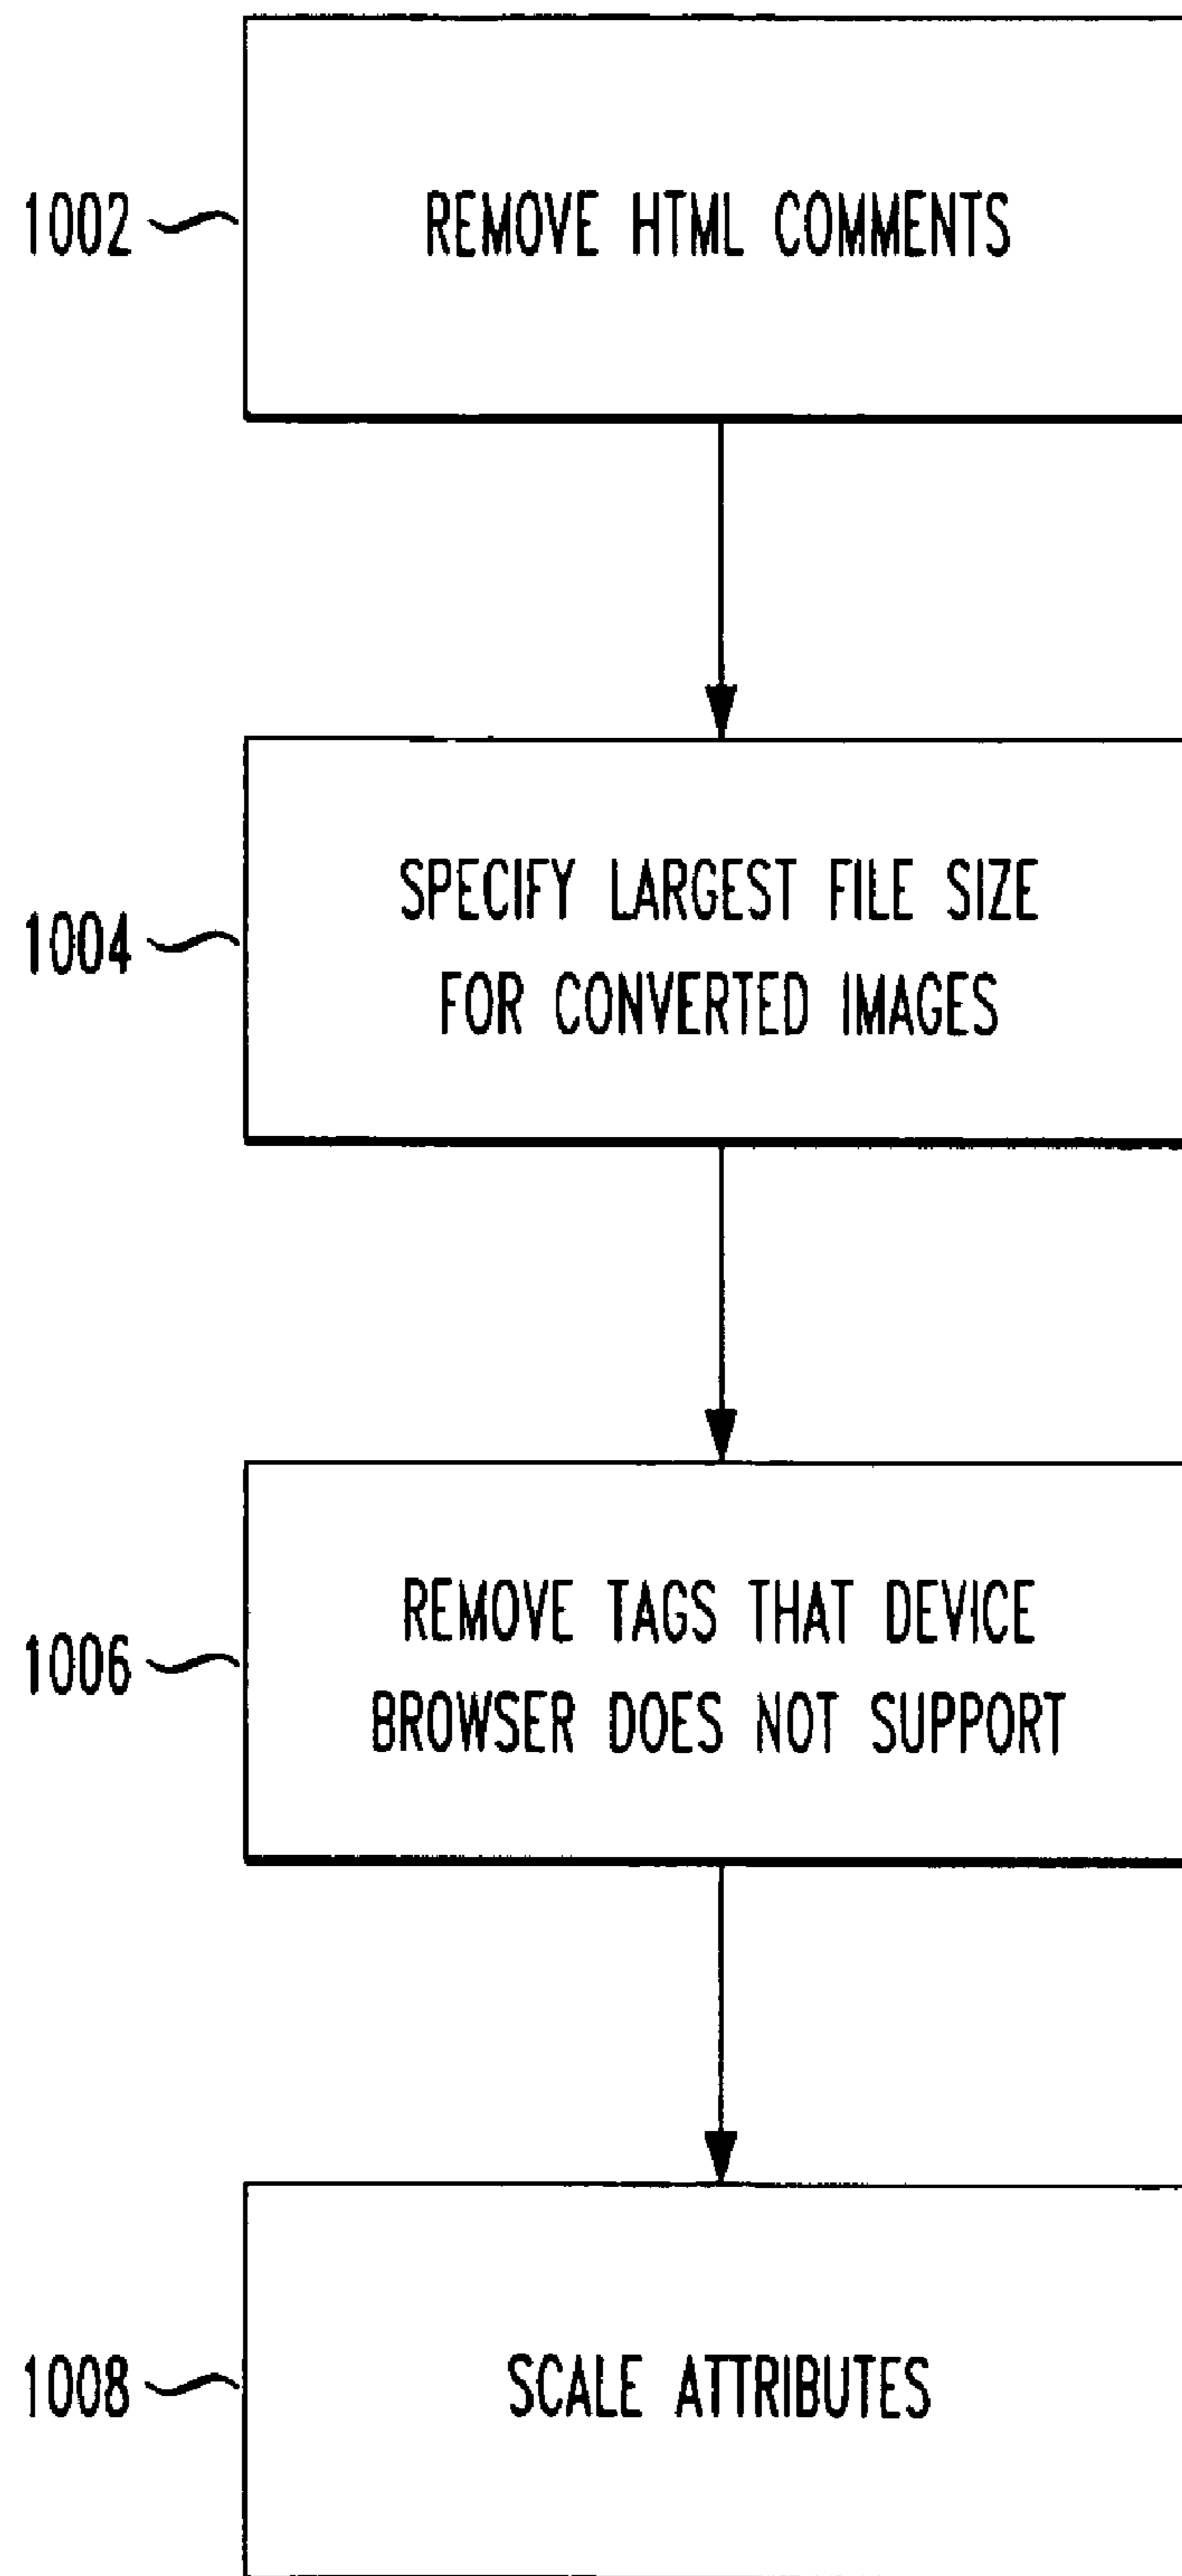 1002
REMOVE HTML COMMENTS
1004
SPECIFY LARGEST FILE SIZE
FOR CONVERTED IMAGES
1006
REMOVE TAGS THAT DEVICE
BROWSER DOES NOT SUPPORT
1008
SCALE ATTRIBUTES